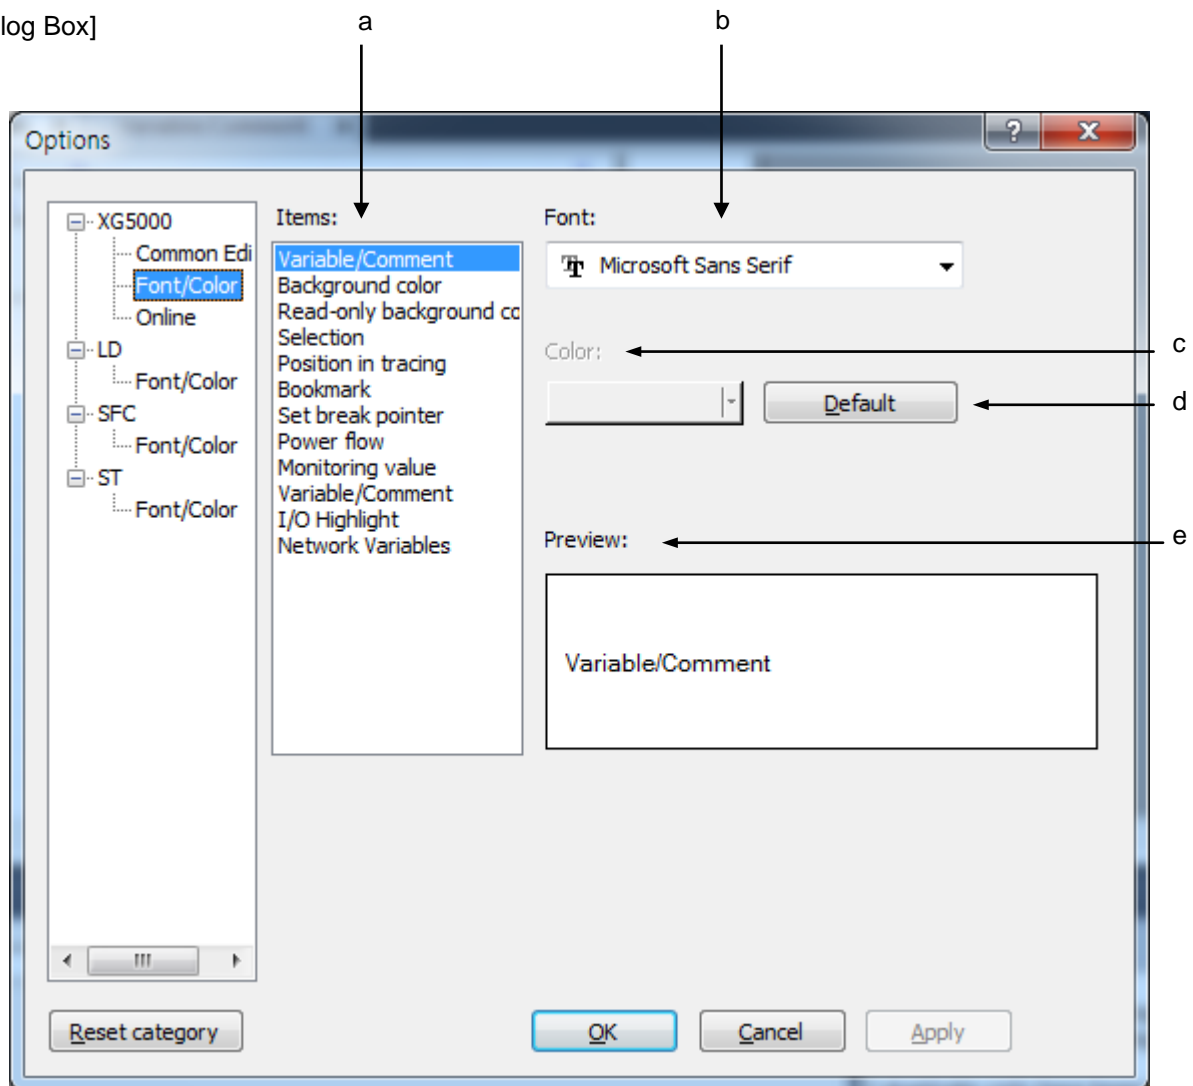 log Box]
a
b
Options
?
x
XG5000
Common Edi
Font/Color
Online
LD
Font/Color
SFC
Font/Color
ST
Font/Color
Items:
Variable/Comment
Background color
Read-only background co
Selection
Position in tracing
Bookmark
Set break pointer
Power flow
Monitoring value
Variable/Comment
I/O Highlight
Network Variables
Font:
Microsoft Sans Serif
Color:
c
Default
d
Preview:
e
Variable/Comment
Reset category
OK
Cancel
Apply